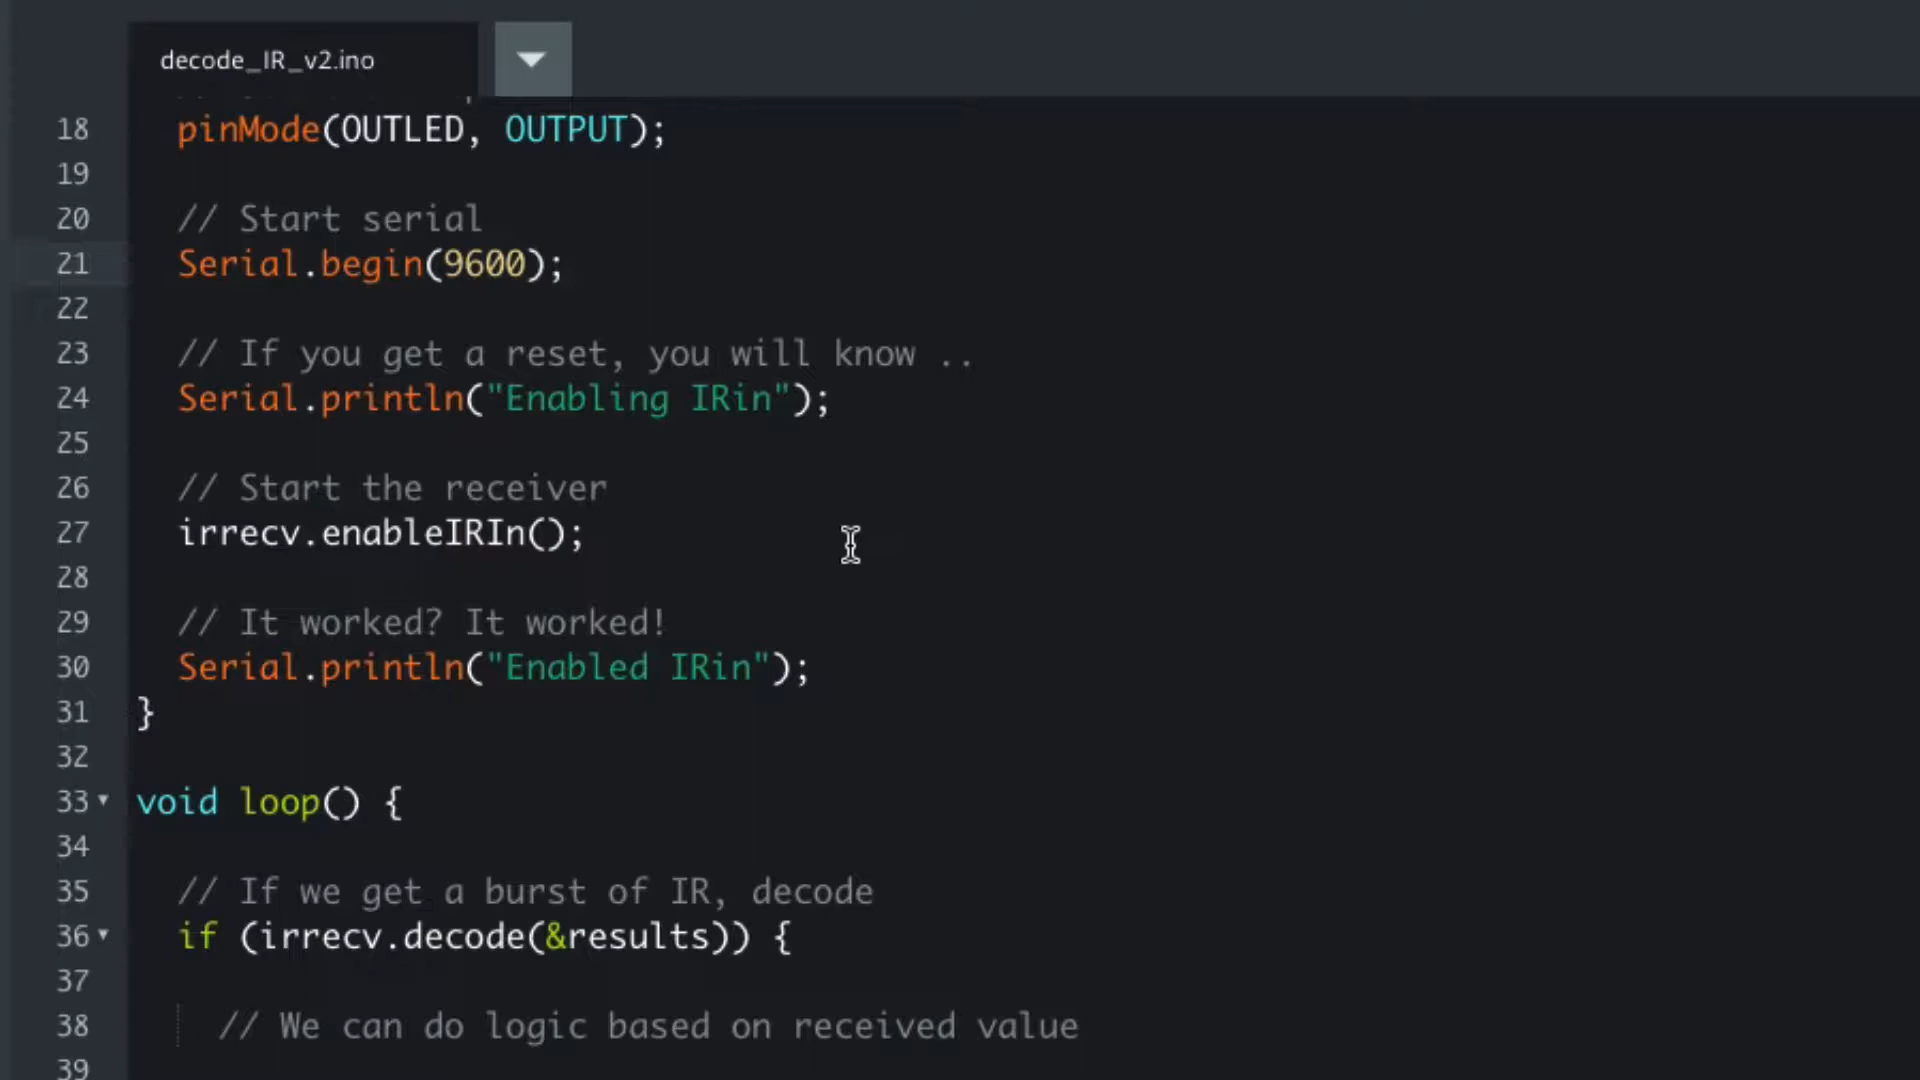 decode_IR_v2.ino
18 pinMode(OUTLED, OUTPUT);
19
20 // Start serial
21 Serial.begin(9600);
22
23 // If you get a reset, you will know ..
24 Serial.println("Enabling IRin");
25
26 // Start the receiver
27 irrecv.enableIRIn();
28
29 // It worked? It worked!
30 Serial.println("Enabled IRin");
31 }
32
33 void loop() {
34
35 // If we get a burst of IR, decode
36 if (irrecv.decode(&results)) {
37
38 // We can do logic based on received value
39